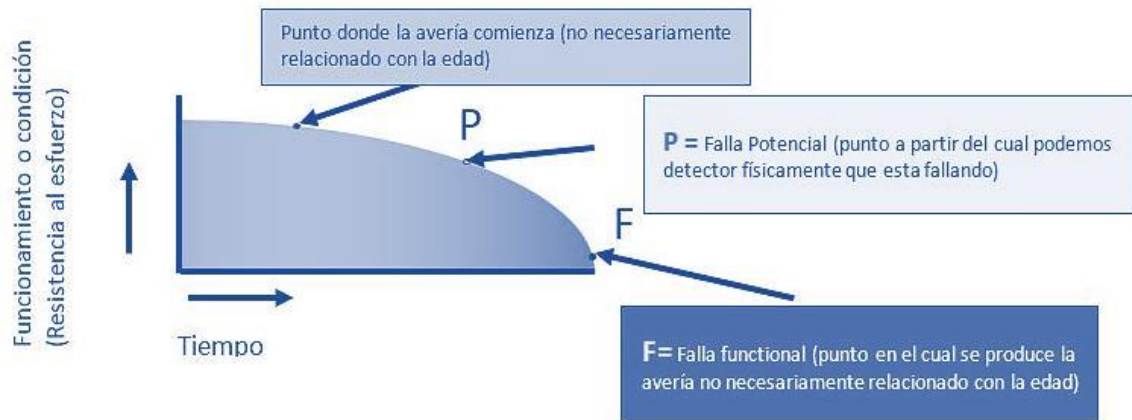 Funcionamiento o condición
(Resistencia al esfuerzo)
Punto donde la avería comienza (no necesariamente
relacionado con la edad)
P
P = Falla Potencial (punto a partir del cual podemos
detector físicamente que esta fallando)
F
Tiempo
F= Falla functional (punto en el cual se produce la
avería no necesariamente relacionado con la edad)